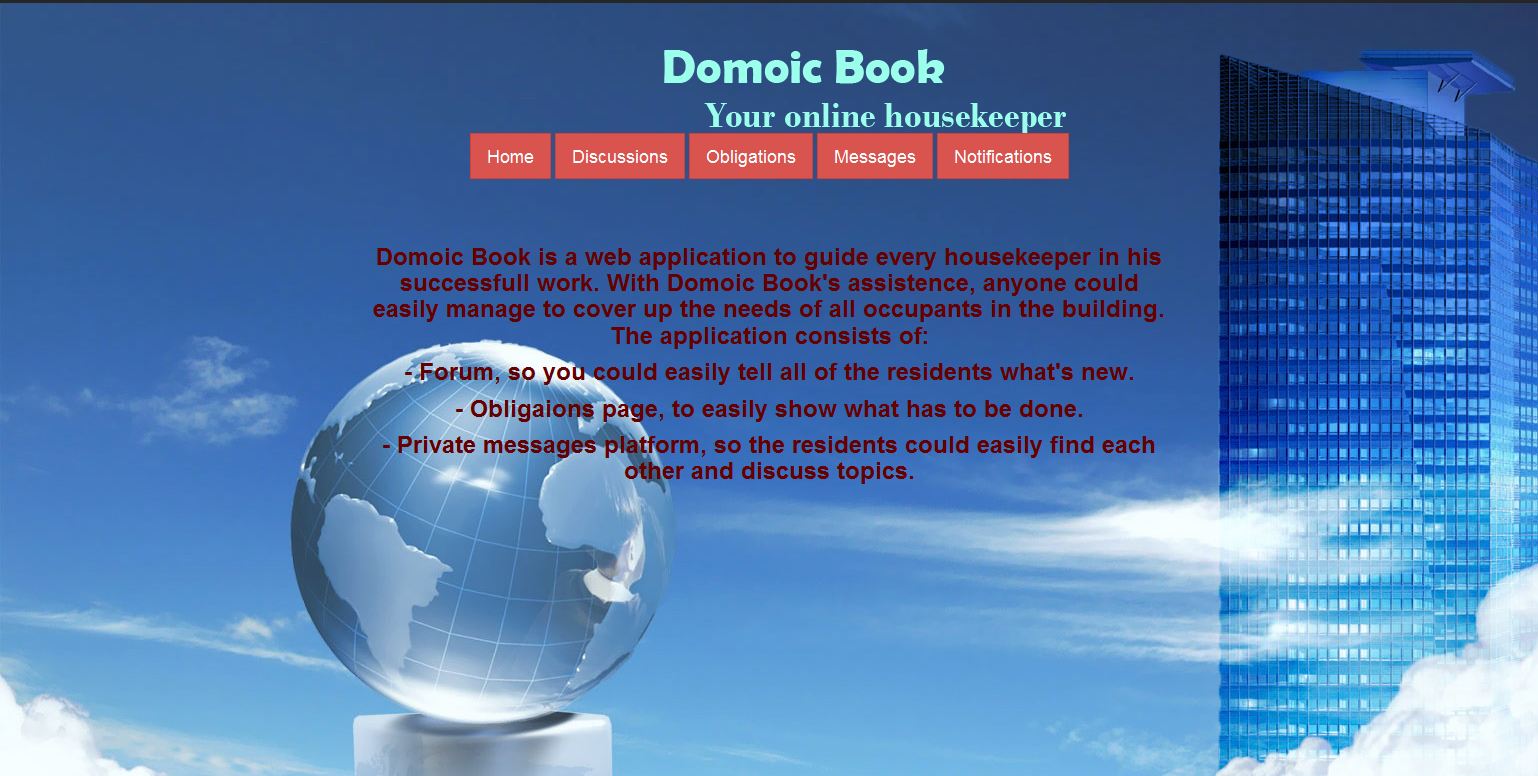 Domoic Book
Your online housekeeper
Home Discussions Obligations Messages Notifications
Domoic Book is a web application to guide every housekeeper in his
successfull work. With Domoic Book's assistence, anyone could
easily manage to cover up the needs of all occupants in the building.
The application consists of:
- Forum, so you could easily tell all of the residents what's new.
- Obligaions page, to easily show what has to be done.
- Private messages platform, so the residents could easily find each
other and discuss topics.